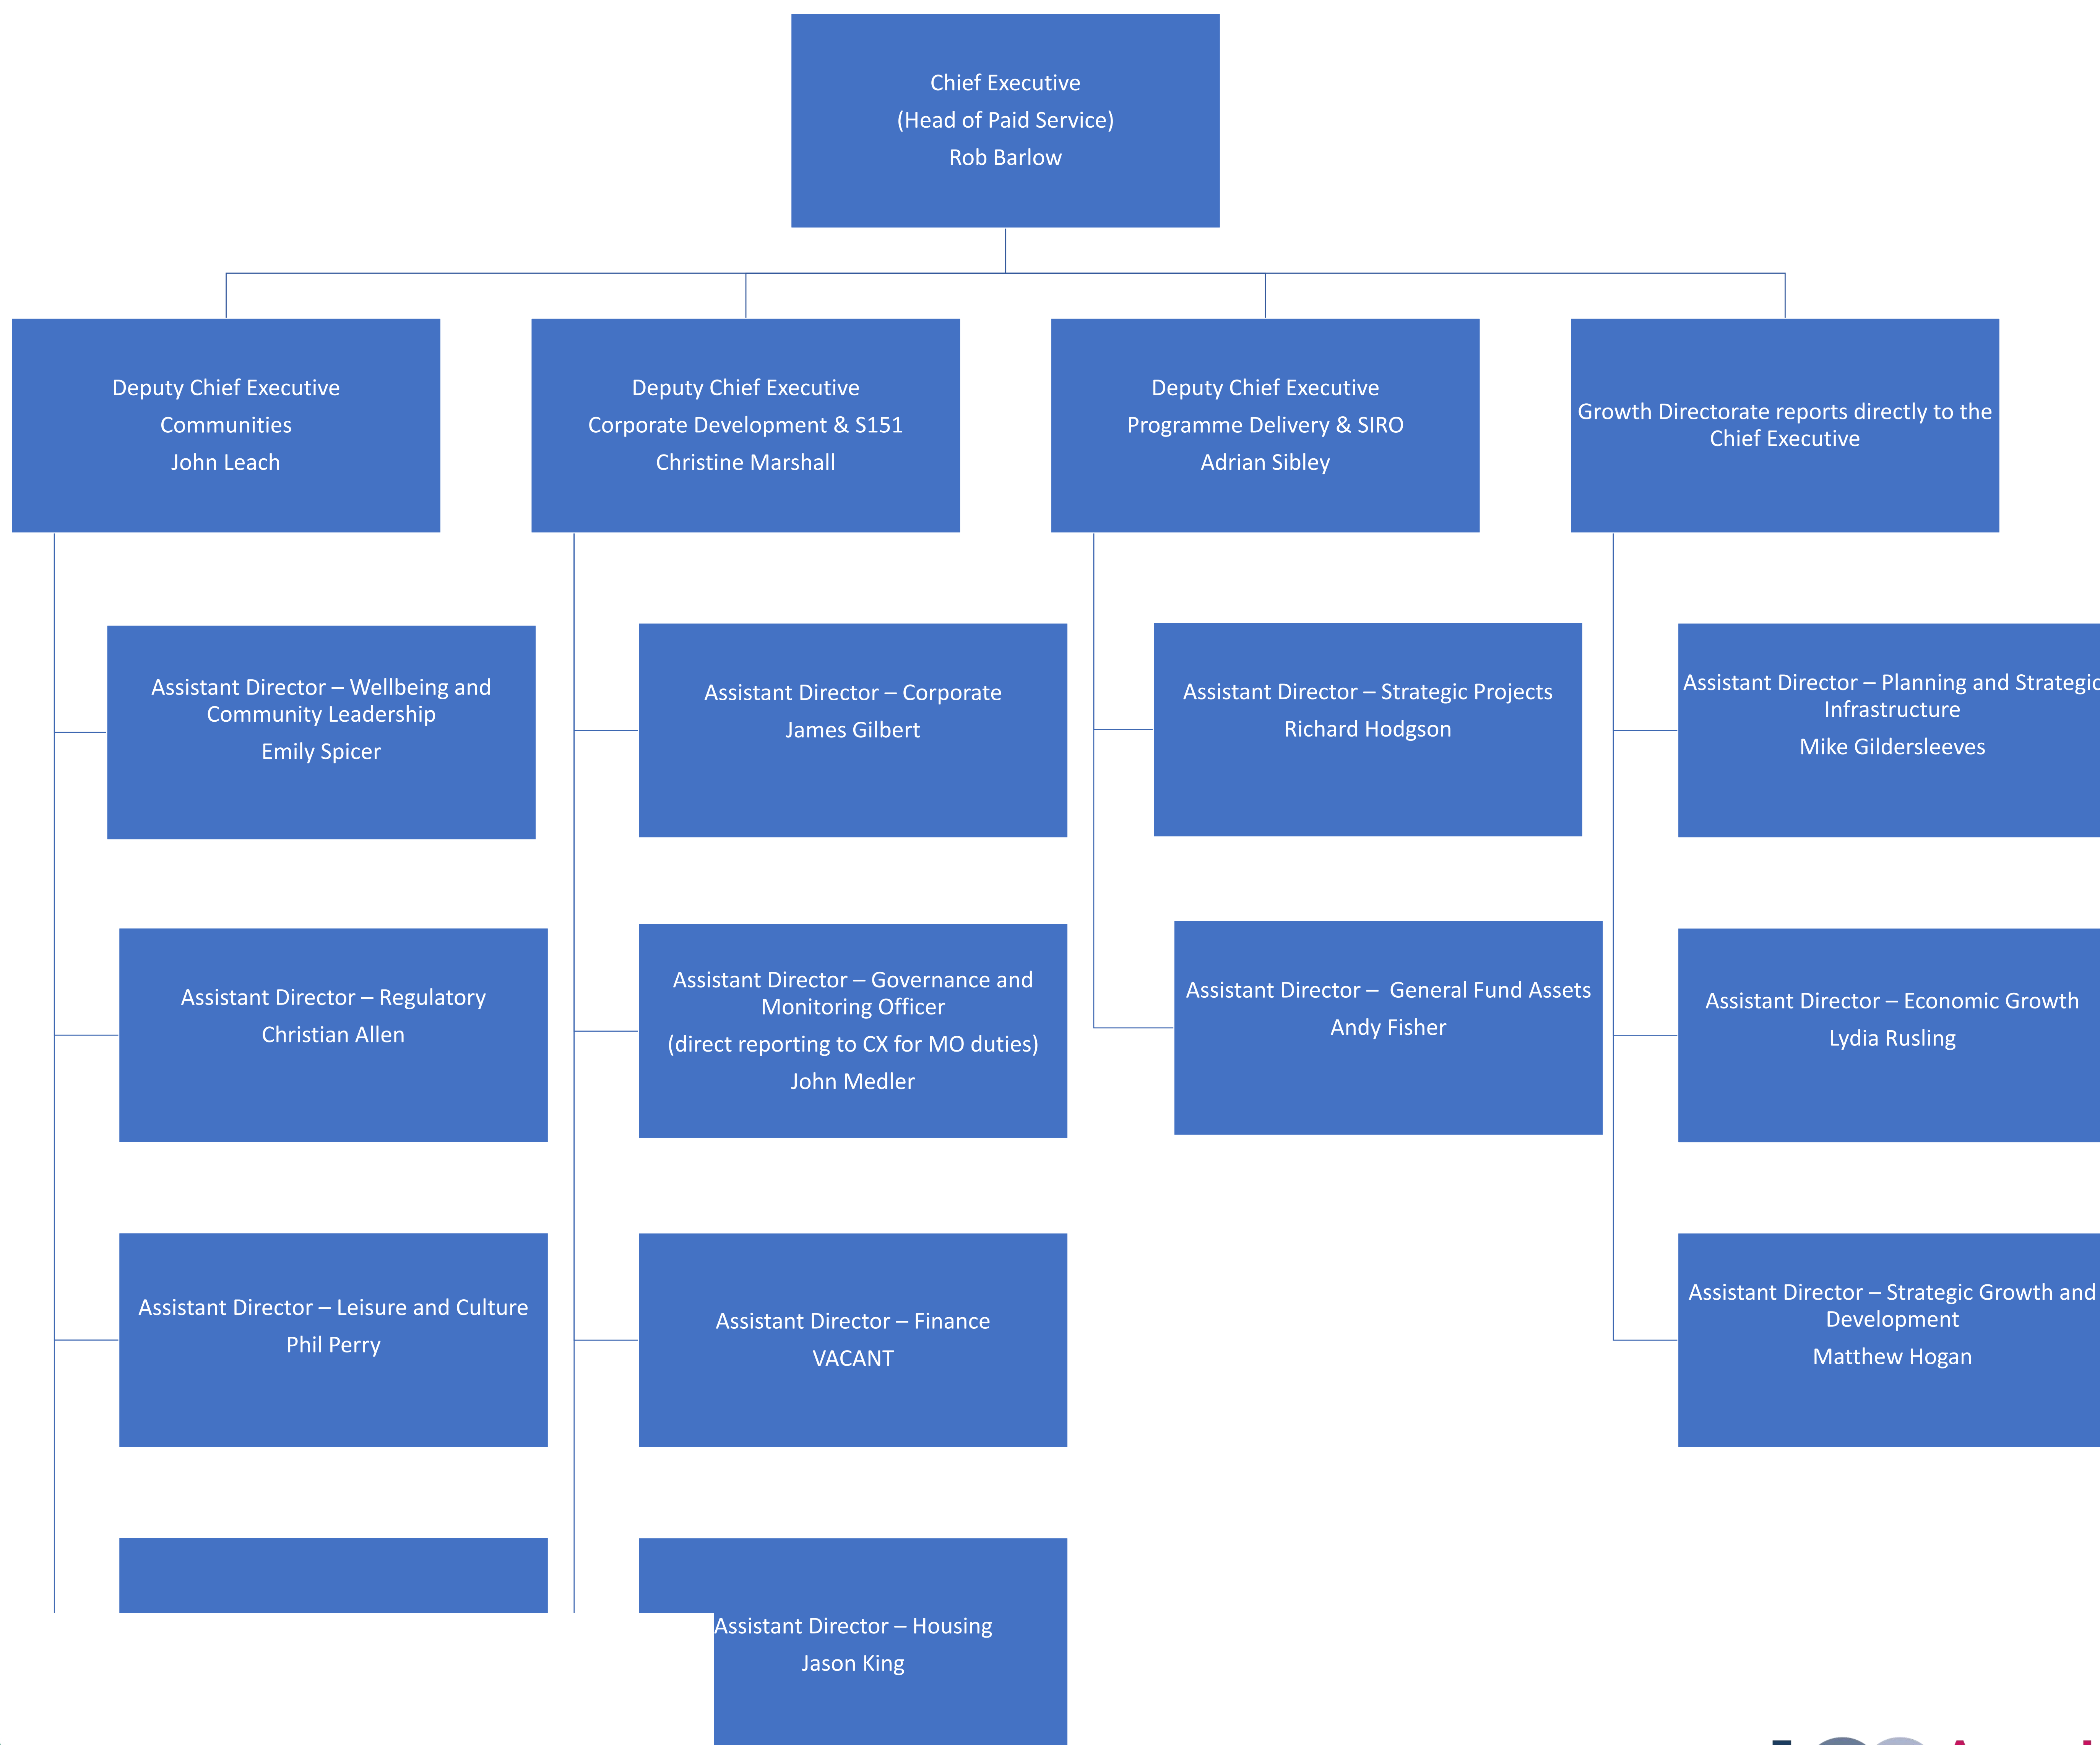 Chief Executive
(Head of Paid Service)
Rob Barlow
Deputy Chief Executive
Communities
John Leach
Deputy Chief Executive
Corporate Development & S151
Christine Marshall
Deputy Chief Executive
Programme Delivery & SIRO
Adrian Sibley
Growth Directorate reports directly to the
Chief Executive
Assistant Director – Wellbeing and
Community Leadership
Emily Spicer
Assistant Director – Corporate
James Gilbert
Assistant Director – Strategic Projects
Richard Hodgson
Assistant Director – Planning and Strategic
Infrastructure
Mike Gildersleeves
Assistant Director – Regulatory
Christian Allen
Assistant Director – Governance and
Monitoring Officer
(direct reporting to CX for MO duties)
John Medler
Assistant Director –  General Fund Assets
Andy Fisher
Assistant Director – Economic Growth
Lydia Rusling
Assistant Director – Leisure and Culture
Phil Perry
Assistant Director – Finance
VACANT
Assistant Director – Strategic Growth and
Development
Matthew Hogan
Assistant Director – Housing
Jason King